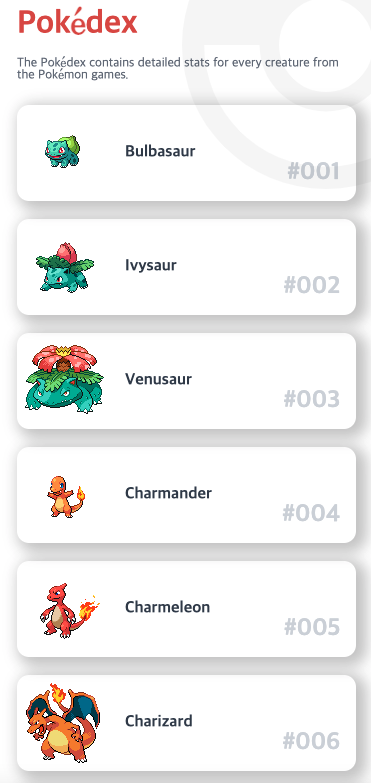 Pokédex
The Pokédex contains detailed stats for every creature from
the Pokémon games.
Bulbasaur
#001
Ivysaur
#002
Venusaur
#003
Charmander
#004
Charmeleon
#005
Charizard
#006